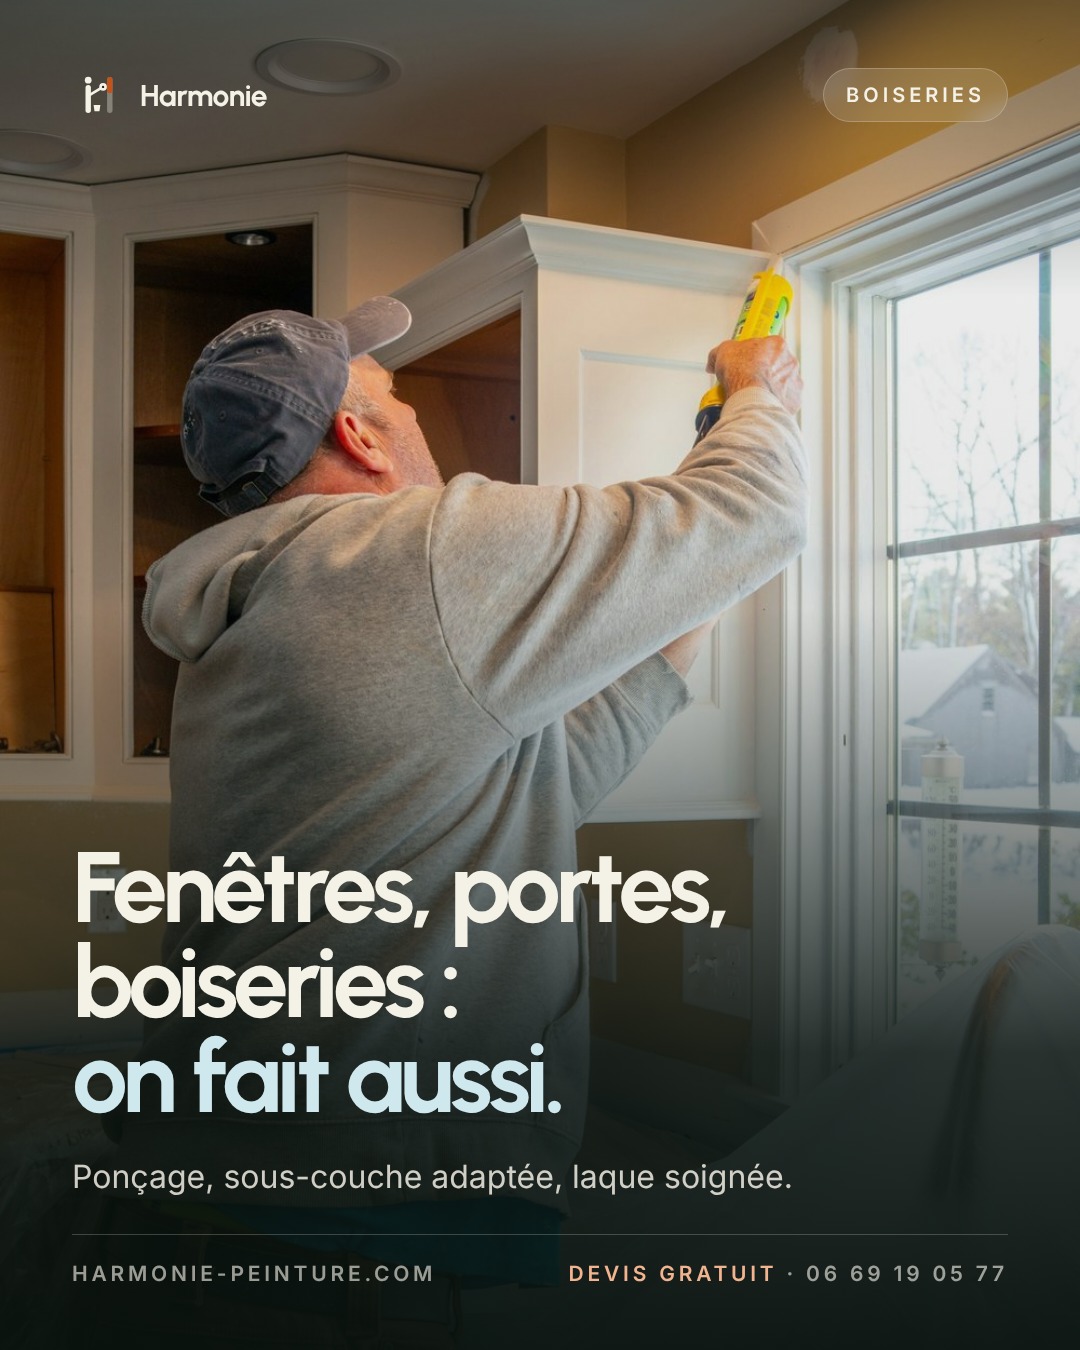 Harmonie
BOISERIES
Fenêtres, portes,
boiseries :
on fait aussi.
Ponçage, sous-couche adaptée, laque soignée.
HARMONIE-PEINTURE.COM
DEVIS GRATUIT · 06 69 19 05 77